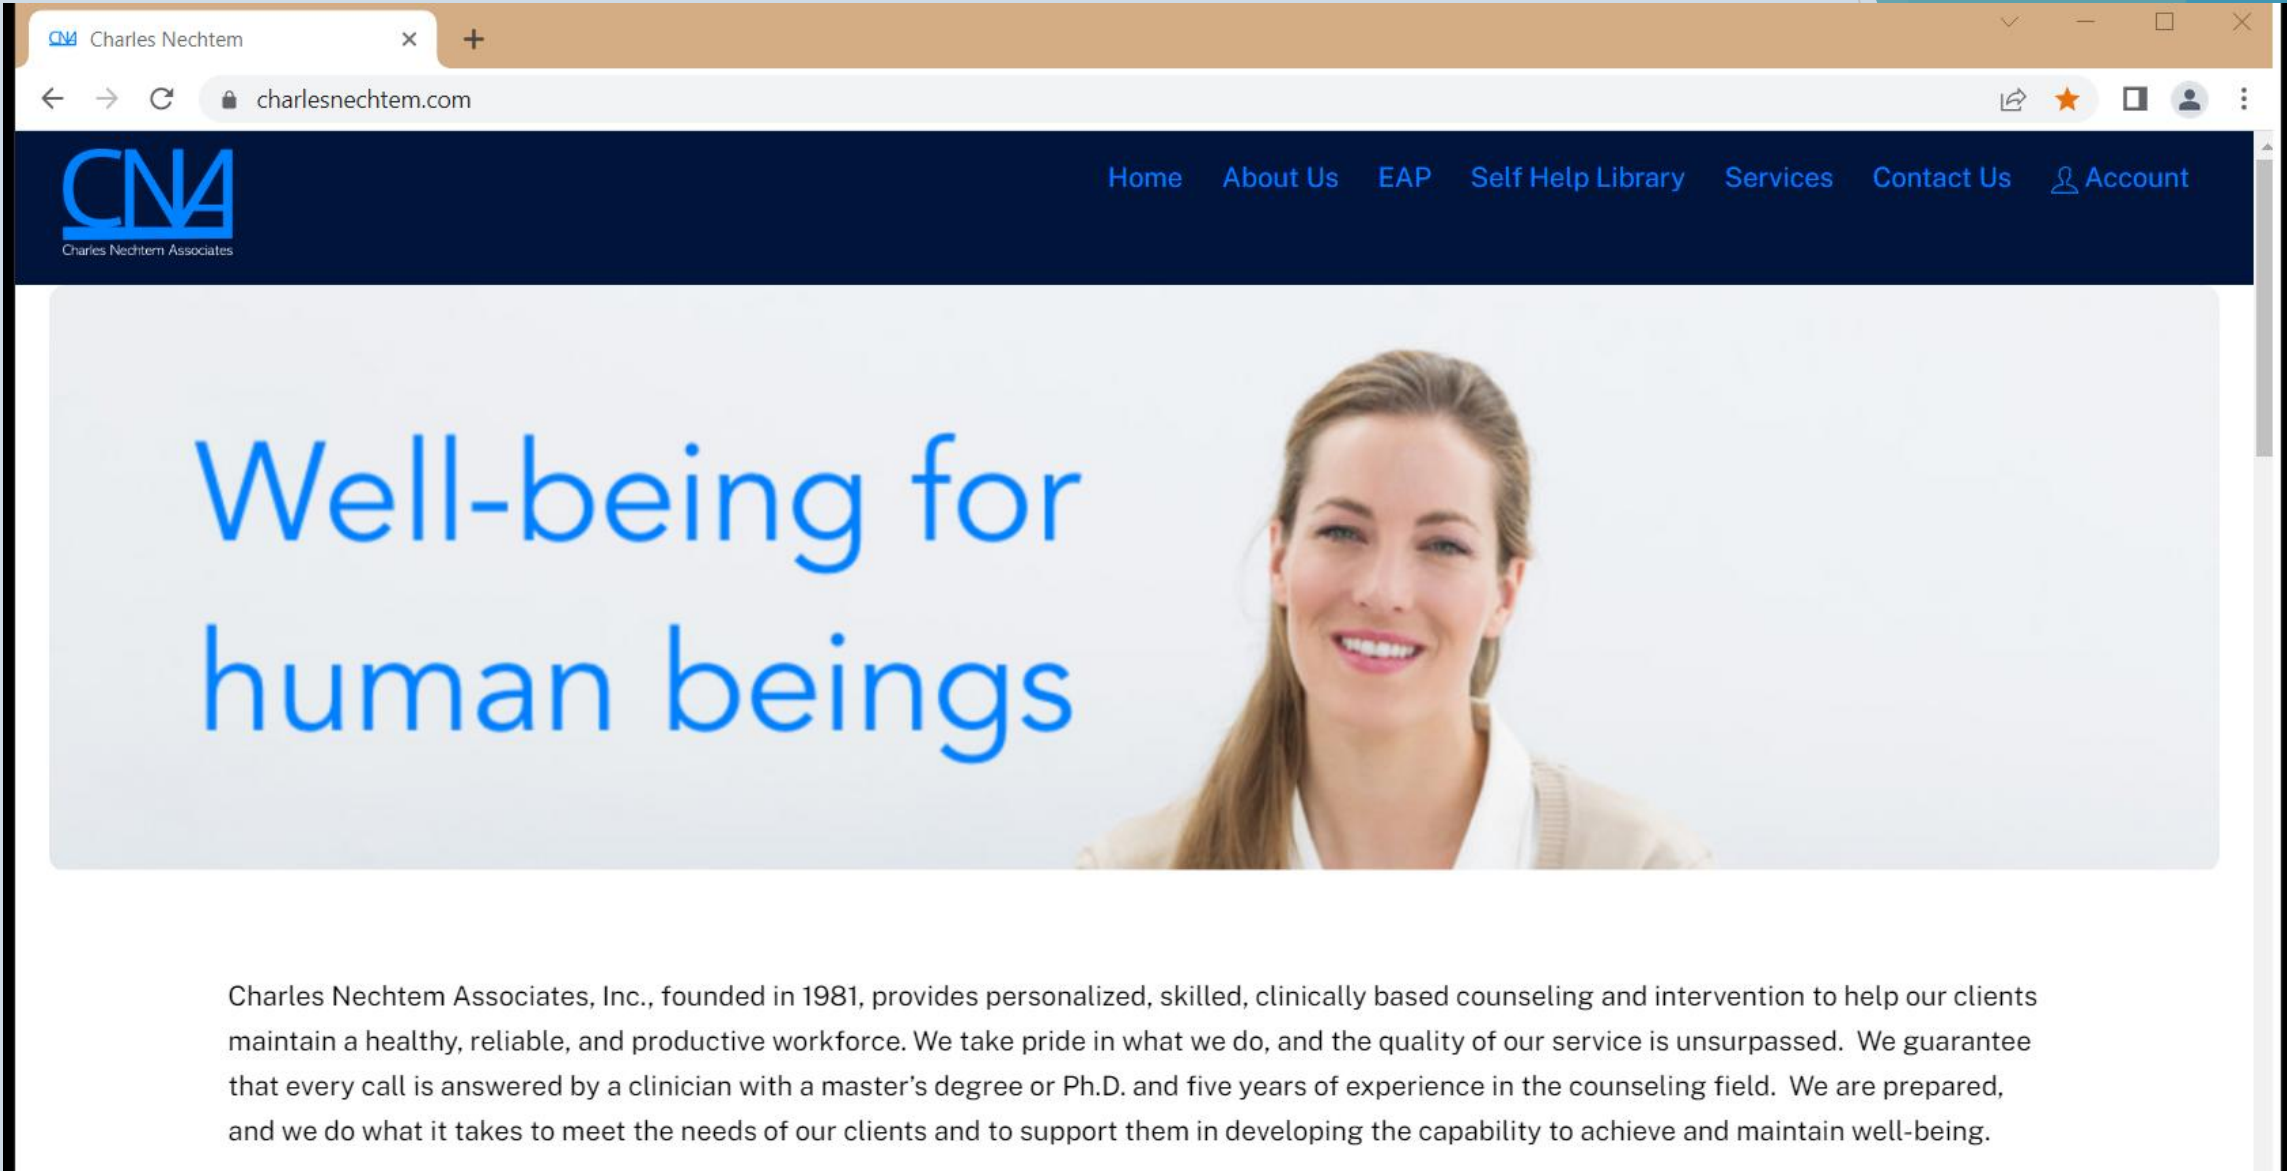 CNA Charles Nechtem
charlesnechtem.com
CNA
Charles Nechtem Associates
Home About Us EAP Self Help Library Services Contact Us Account
Well-being for
human beings
Charles Nechtem Associates, Inc., founded in 1981, provides personalized, skilled, clinically based counseling and intervention to help our clients
maintain a healthy, reliable, and productive workforce. We take pride in what we do, and the quality of our service is unsurpassed.  We guarantee
that every call is answered by a clinician with a master’s degree or Ph.D. and five years of experience in the counseling field.  We are prepared,
and we do what it takes to meet the needs of our clients and to support them in developing the capability to achieve and maintain well-being.